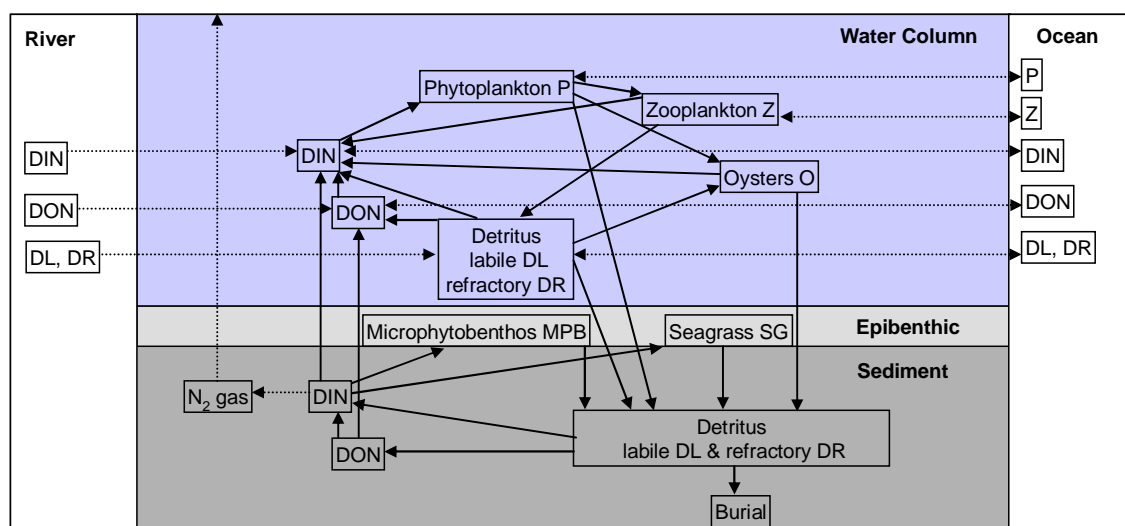 River
Water Column
Ocean
Phytoplankton P
P
Zooplankton Z
Z
DIN
DIN
DIN
Oysters O
DON
DON
DON
Detritus
labile DL
refractory DR
DL, DR
DL, DR
Microphytobenthos MPB
Seagrass SG
Epibenthic
Sediment
N₂ gas
DIN
Detritus
labile DL & refractory DR
DON
Burial